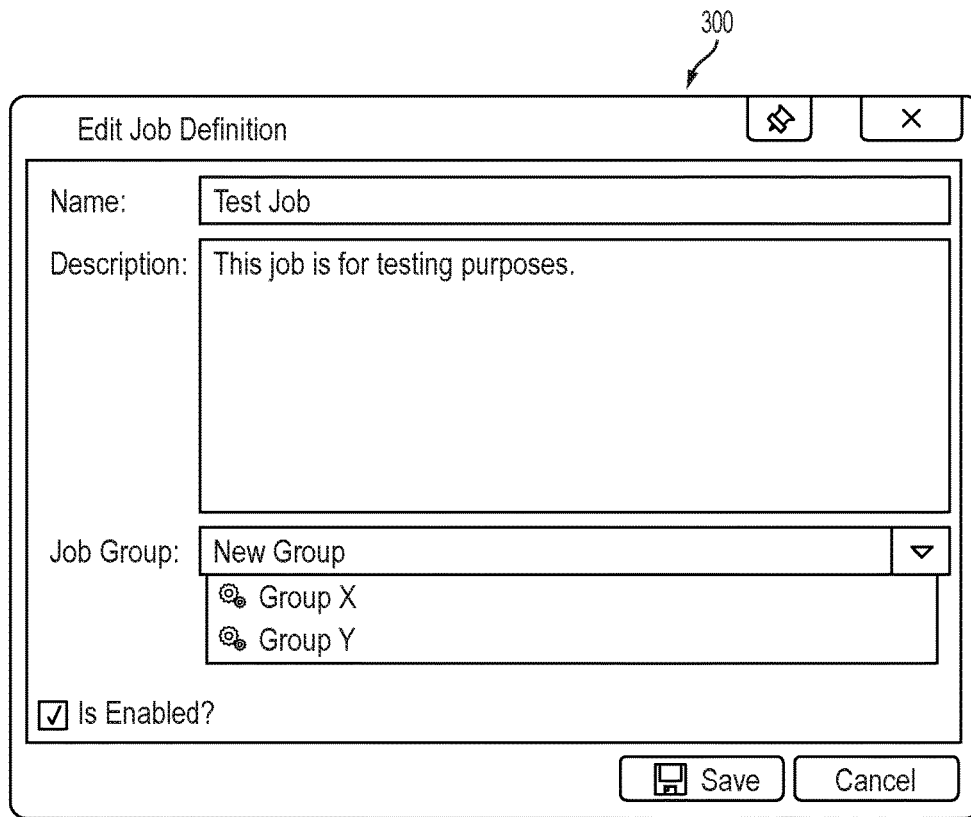 300
Edit Job Definition
Name: Test Job
Description: This job is for testing purposes.
Job Group: New Group
Group X
Group Y
Is Enabled?
Save Cancel